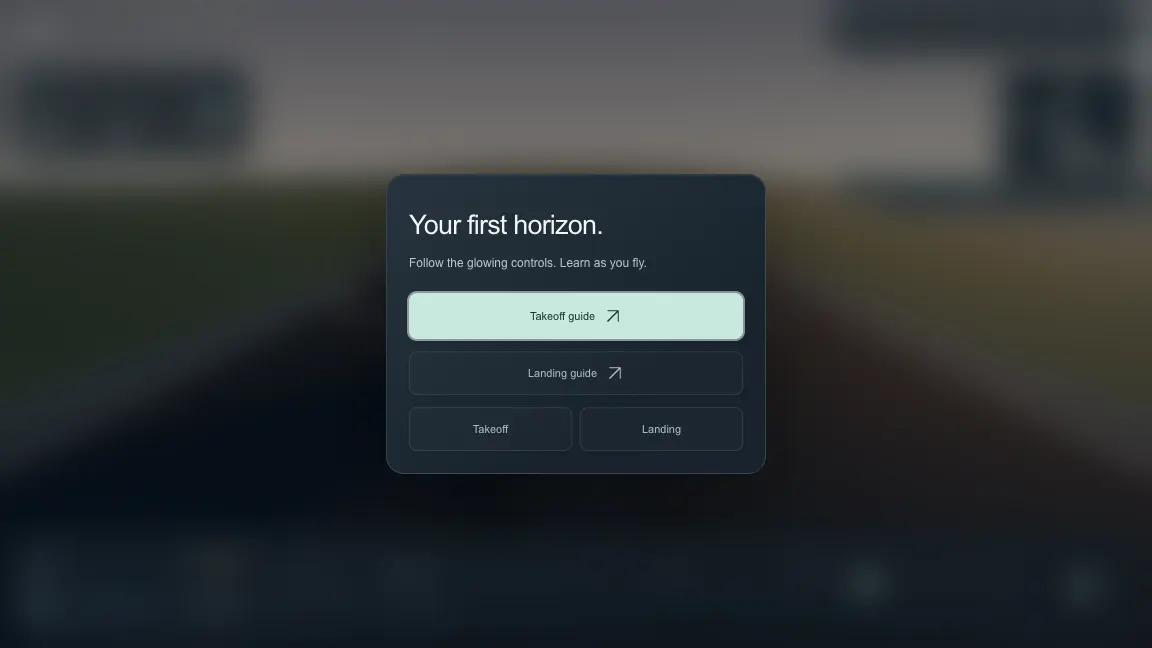 Your first horizon.
Follow the glowing controls. Learn as you fly.
Takeoff guide
Landing guide
Takeoff
Landing